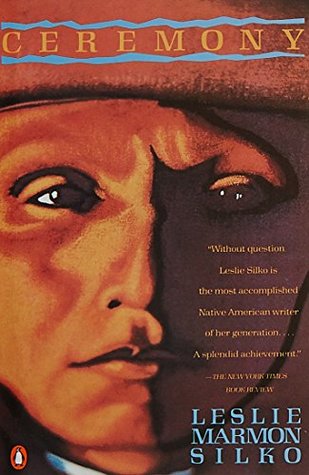 CEREMONY
“Without question
Leslie Silko is
the most accomplished
Native American writer
of her generation. . . .
A splendid achievement.”
—THE NEW YORK TIMES
BOOK REVIEW
LESLIE
MARMON
SILKO